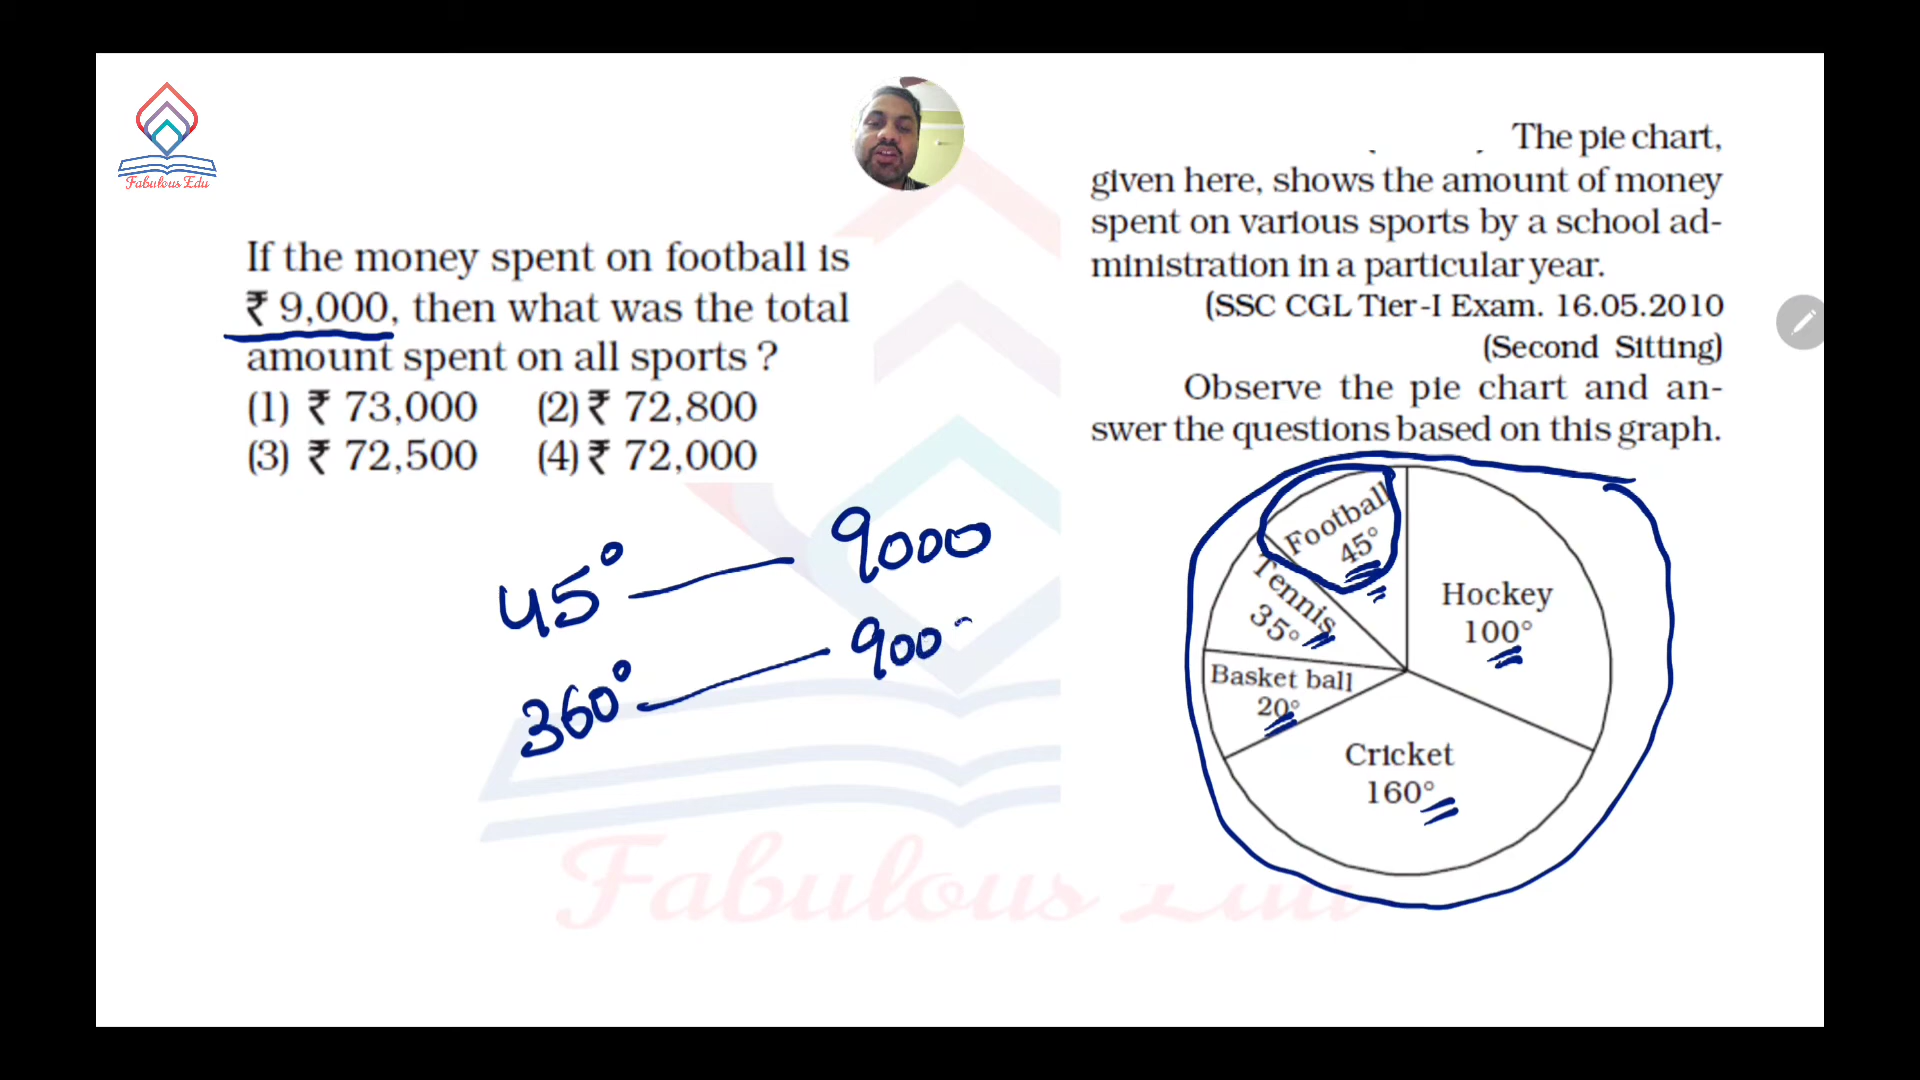 Fabulous Edu
If the money spent on football is
₹ 9,000, then what was the total
amount spent on all sports ?
(1) ₹ 73,000 (2) ₹ 72,800
(3) ₹ 72,500 (4) ₹ 72,000
45° 9000
360° 900
The pie chart,
given here, shows the amount of money
spent on various sports by a school ad-
ministration in a particular year.
(SSC CGL Tier-I Exam. 16.05.2010
(Second Sitting)
Observe the pie chart and an-
swer the questions based on this graph.
Football
45°
Tennis
35°
Hockey
100°
Basket ball
20°
Cricket
160°
Fabulous Edu